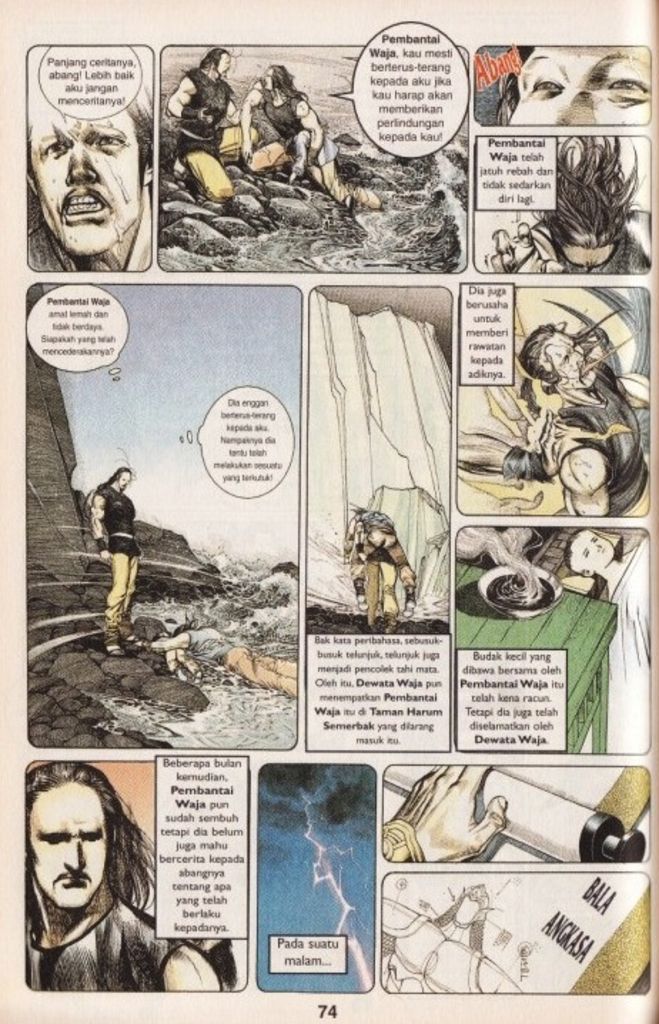 Panjang ceritanya,
abang! Lebih baik
aku jangan
menceritanya!
Pembantai
Waja, kau mesti
berterus-terang
kepada aku jika
kau harap akan
memberikan
perlindungan
kepada kau!
Abang!
Pembantai
Waja telah
jatuh rebah dan
tidak sedarkan
diri lagi.
Pembantai Waja
amat lemah dan
tidak berdaya.
Siapakah yang telah
mencederakannya?
Dia enggan
berterus-terang
kepada aku.
Nampaknya dia
tentu telah
melakukan sesuatu
yang terkutuk!
Bak kata peribahasa, sebusuk-
busuk telunjuk, telunjuk juga
menjadi pencolek tahi mata.
Oleh itu, Dewata Waja pun
menempatkan Pembantai
Waja itu di Taman Harum
Semerbak yang dilarang
masuk itu.
Dia juga
berusaha
untuk
memberi
rawatan
kepada
adiknya.
Budak kecil yang
dibawa bersama oleh
Pembantai Waja itu
telah kena racun.
Tetapi dia juga telah
diselamatkan oleh
Dewata Waja.
Beberapa bulan
kemudian,
Pembantai
Waja pun
sudah sembuh
tetapi dia belum
juga mahu
bercerita kepada
abangnya
tentang apa
yang telah
berlaku
kepadanya.
Pada suatu
malam...
BALA
ANGKASA
74